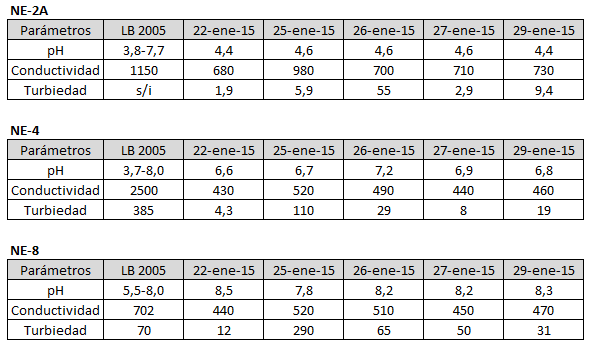 NE-2A
Parámetros LB 2005 22-ene-15 25-ene-15 26-ene-15 27-ene-15 29-ene-15
pH 3,8-7,7 4,4 4,6 4,6 4,6 4,4
Conductividad 1150 680 980 700 710 730
Turbiedad s/i 1,9 5,9 55 2,9 9,4
NE-4
Parámetros LB 2005 22-ene-15 25-ene-15 26-ene-15 27-ene-15 29-ene-15
pH 3,7-8,0 6,6 6,7 7,2 6,9 6,8
Conductividad 2500 430 520 490 440 460
Turbiedad 385 4,3 110 29 8 19
NE-8
Parámetros LB 2005 22-ene-15 25-ene-15 26-ene-15 27-ene-15 29-ene-15
pH 5,5-8,0 8,5 7,8 8,2 8,2 8,3
Conductividad 702 440 520 510 450 470
Turbiedad 70 12 290 65 50 31